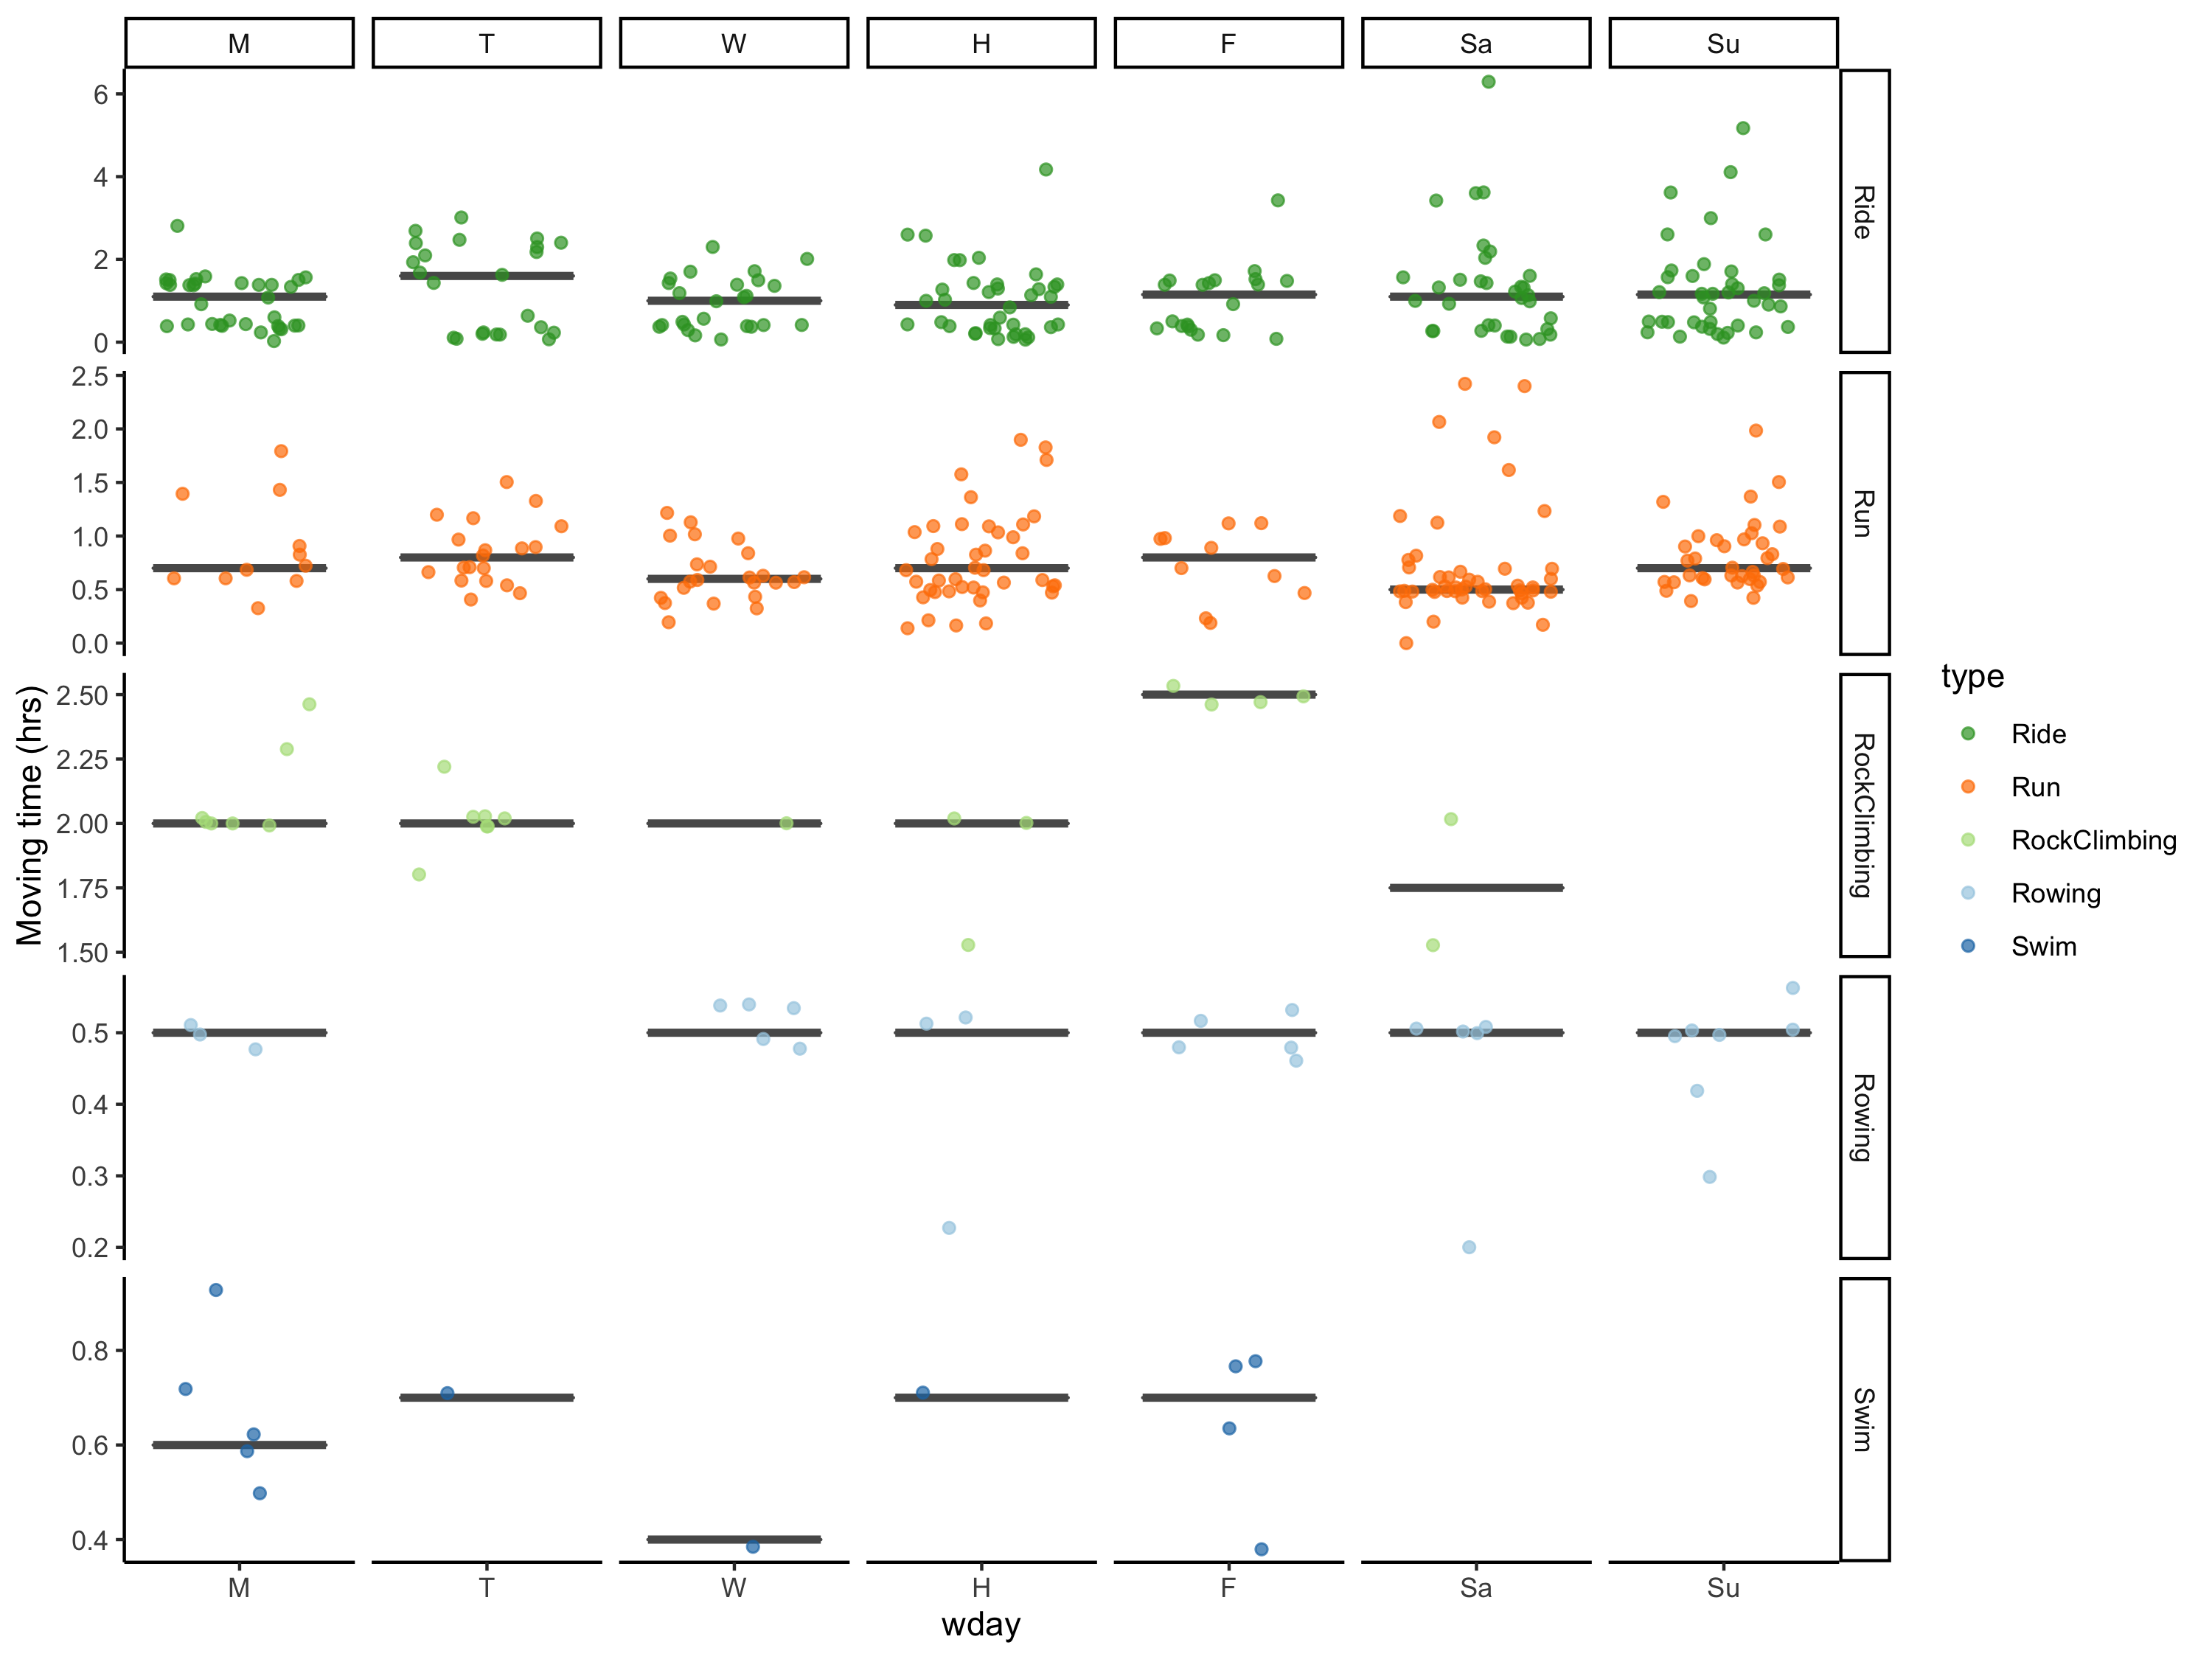 M T W H F Sa Su
6
4
2
0
Ride
2.5
2.0
1.5
1.0
0.5
0.0
Run
2.50
2.25
2.00
1.75
1.50
RockClimbing
0.5
0.4
0.3
0.2
Rowing
0.8
0.6
0.4
Swim
Moving time (hrs)
M T W H F Sa Su
wday
type
Ride
Run
RockClimbing
Rowing
Swim